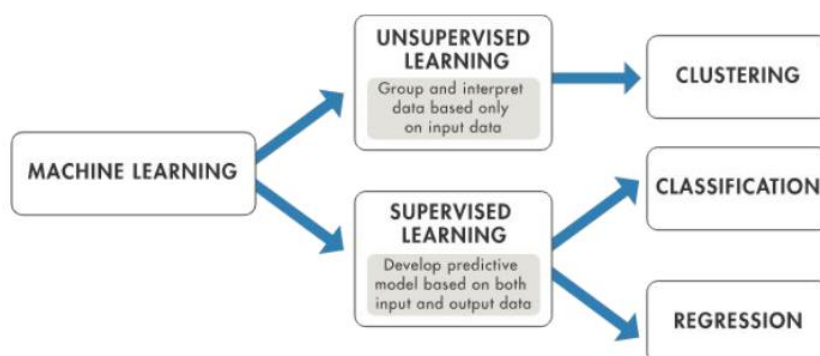 MACHINE LEARNING
UNSUPERVISED
LEARNING
Group and interpret
data based only
on input data
CLUSTERING
SUPERVISED
LEARNING
Develop predictive
model based on both
input and output data
CLASSIFICATION
REGRESSION